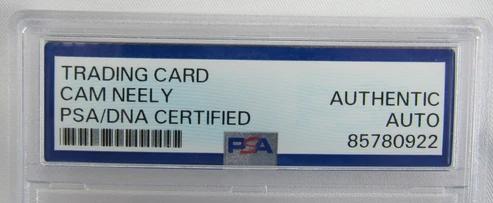 TRADING CARD
CAM NEELY
PSA/DNA CERTIFIED
AUTHENTIC
AUTO
85780922
PSA